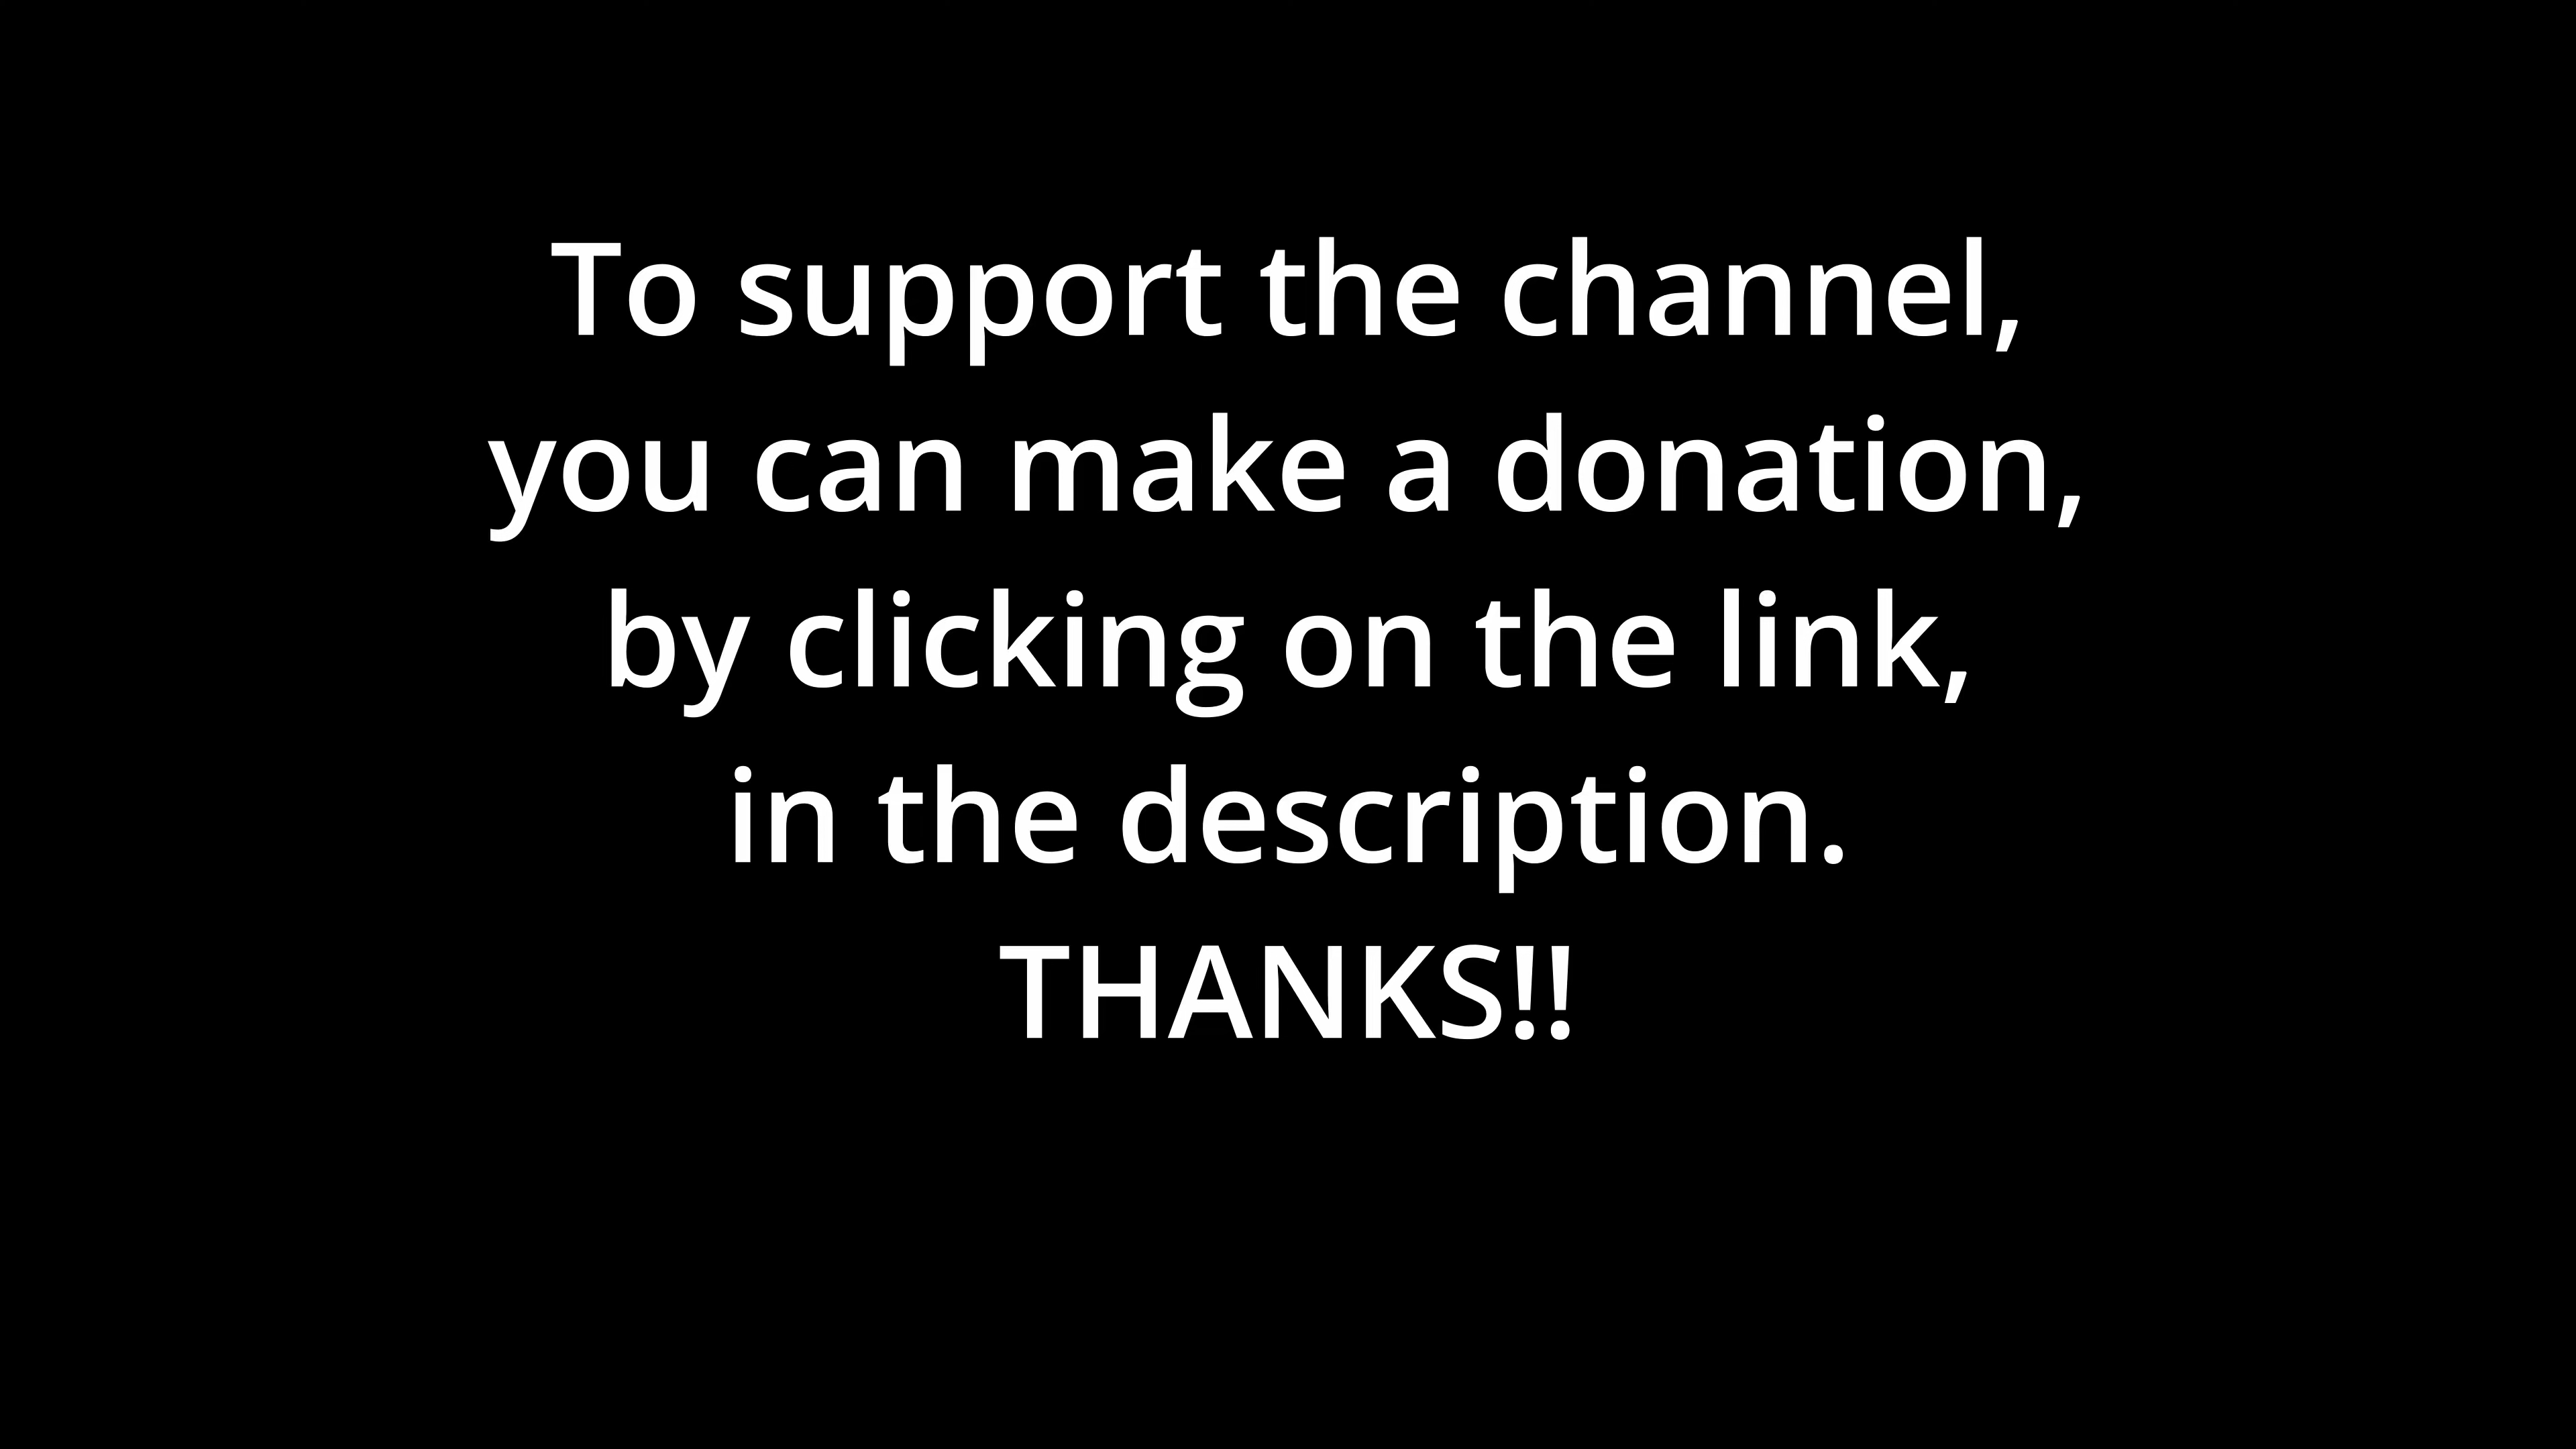 To support the channel,
you can make a donation,
by clicking on the link,
in the description.
THANKS!!